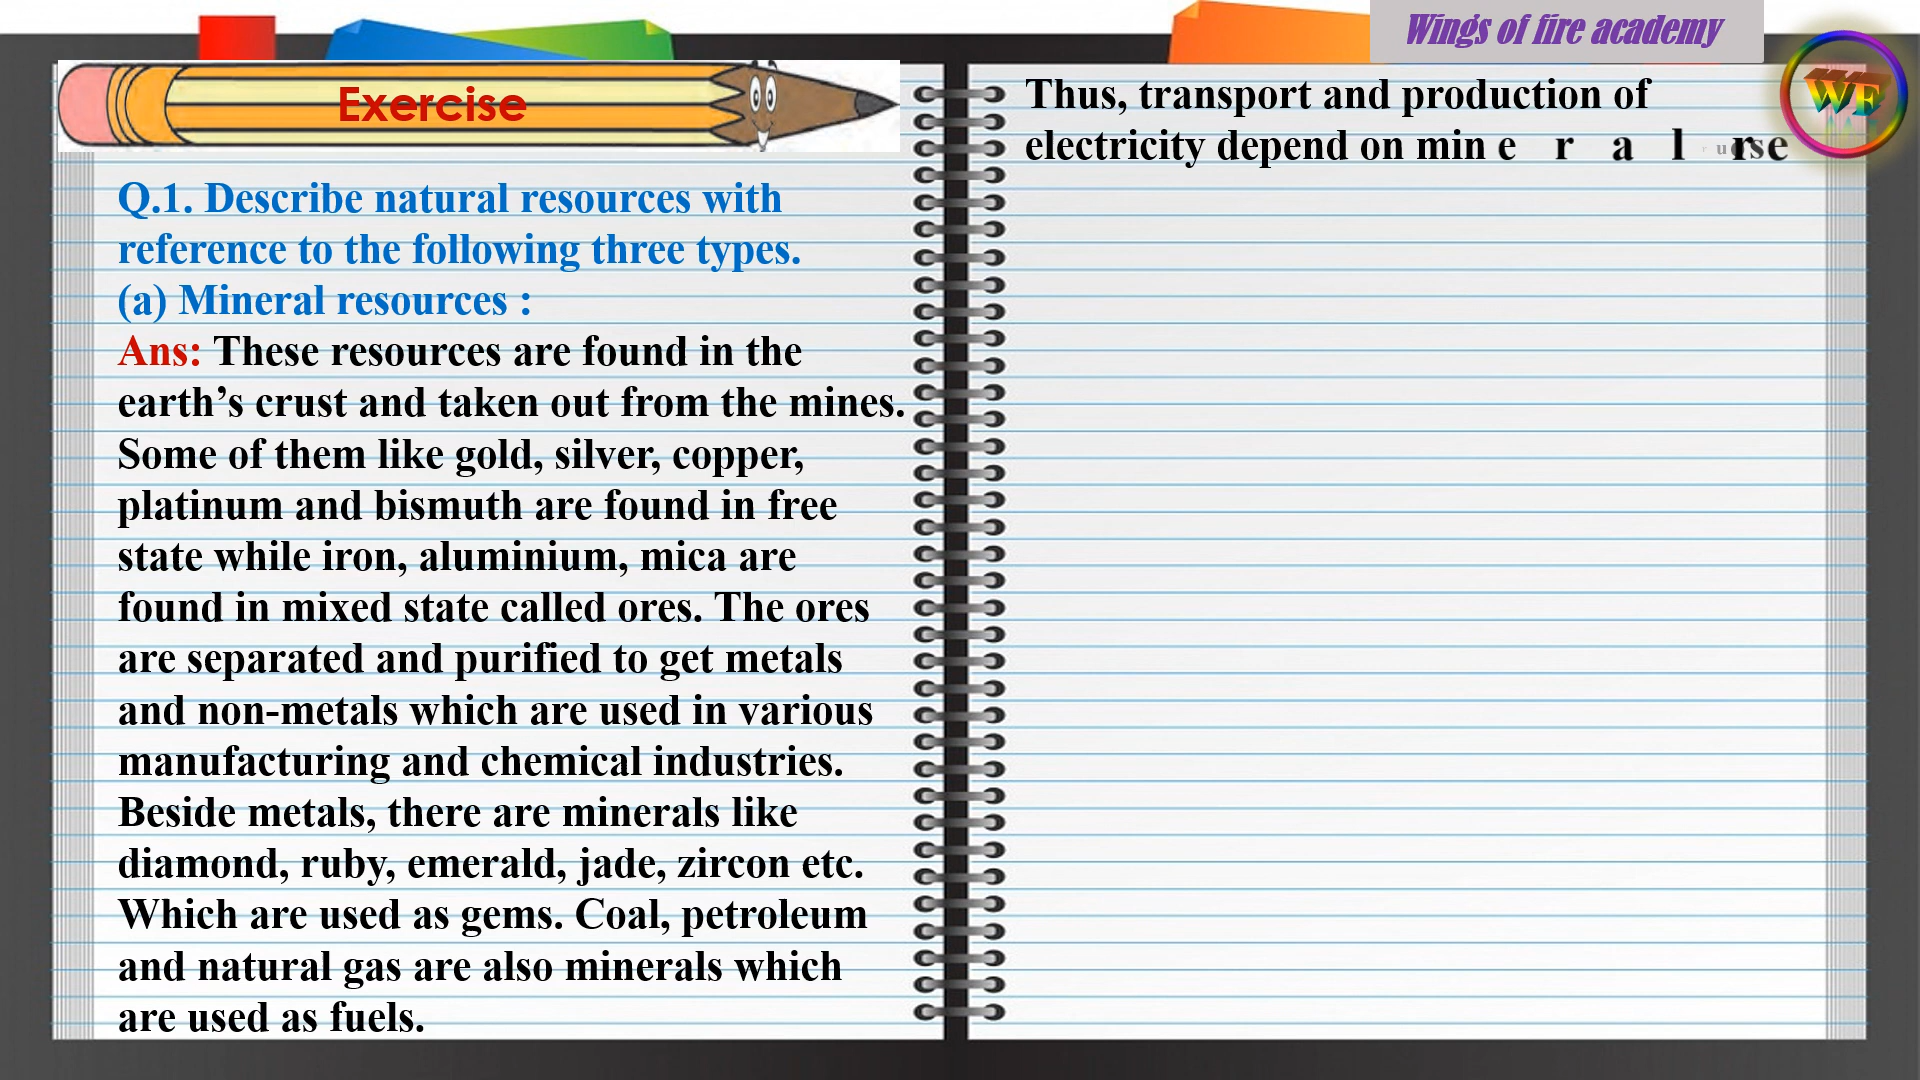 Wings of fire academy
WF
Exercise
Q.1. Describe natural resources with
reference to the following three types.
(a) Mineral resources :
Ans: These resources are found in the
earth’s crust and taken out from the mines.
Some of them like gold, silver, copper,
platinum and bismuth are found in free
state while iron, aluminium, mica are
found in mixed state called ores. The ores
are separated and purified to get metals
and non-metals which are used in various
manufacturing and chemical industries.
Beside metals, there are minerals like
diamond, ruby, emerald, jade, zircon etc.
Which are used as gems. Coal, petroleum
and natural gas are also minerals which
are used as fuels.
Thus, transport and production of
electricity depend on mineral